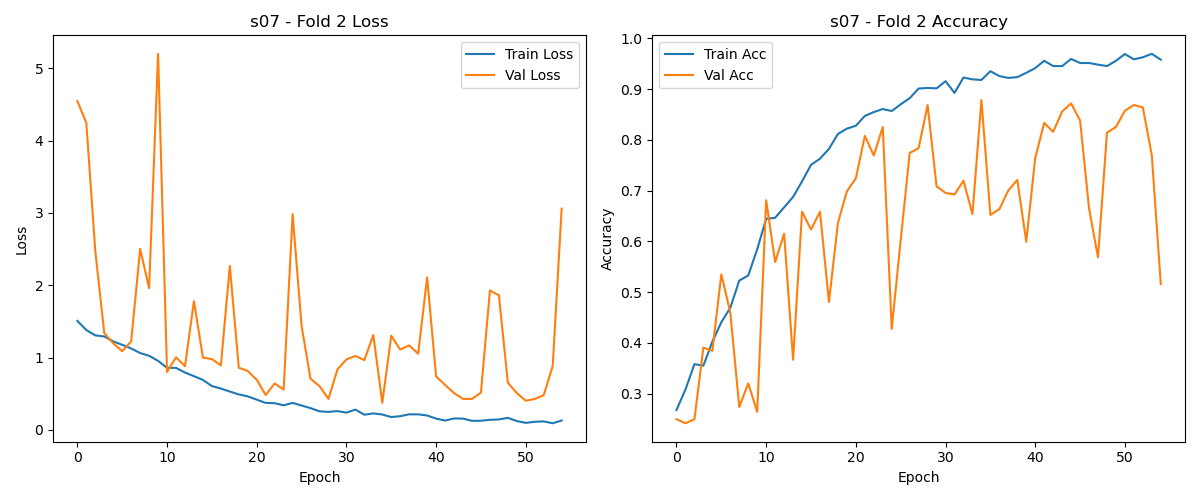 s07 - Fold 2 Loss
Train Loss
Val Loss
5
4
3
2
1
0
Loss
0 10 20 30 40 50
Epoch
s07 - Fold 2 Accuracy
Train Acc
Val Acc
1.0
0.9
0.8
0.7
0.6
0.5
0.4
0.3
Accuracy
0 10 20 30 40 50
Epoch